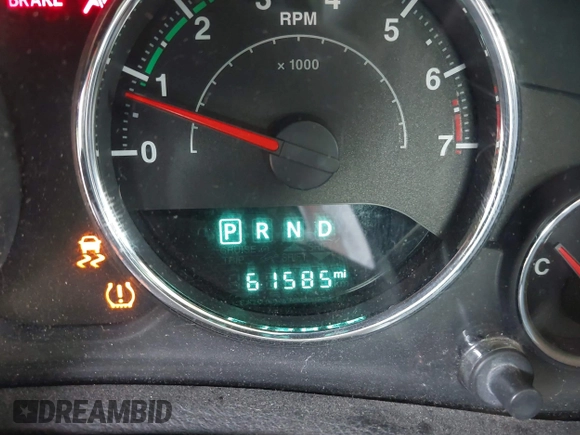 BRAKE
2
3
4
5
RPM
x 1000
1
6
0
7
P R N D
61585 mi
C
DREAMBID